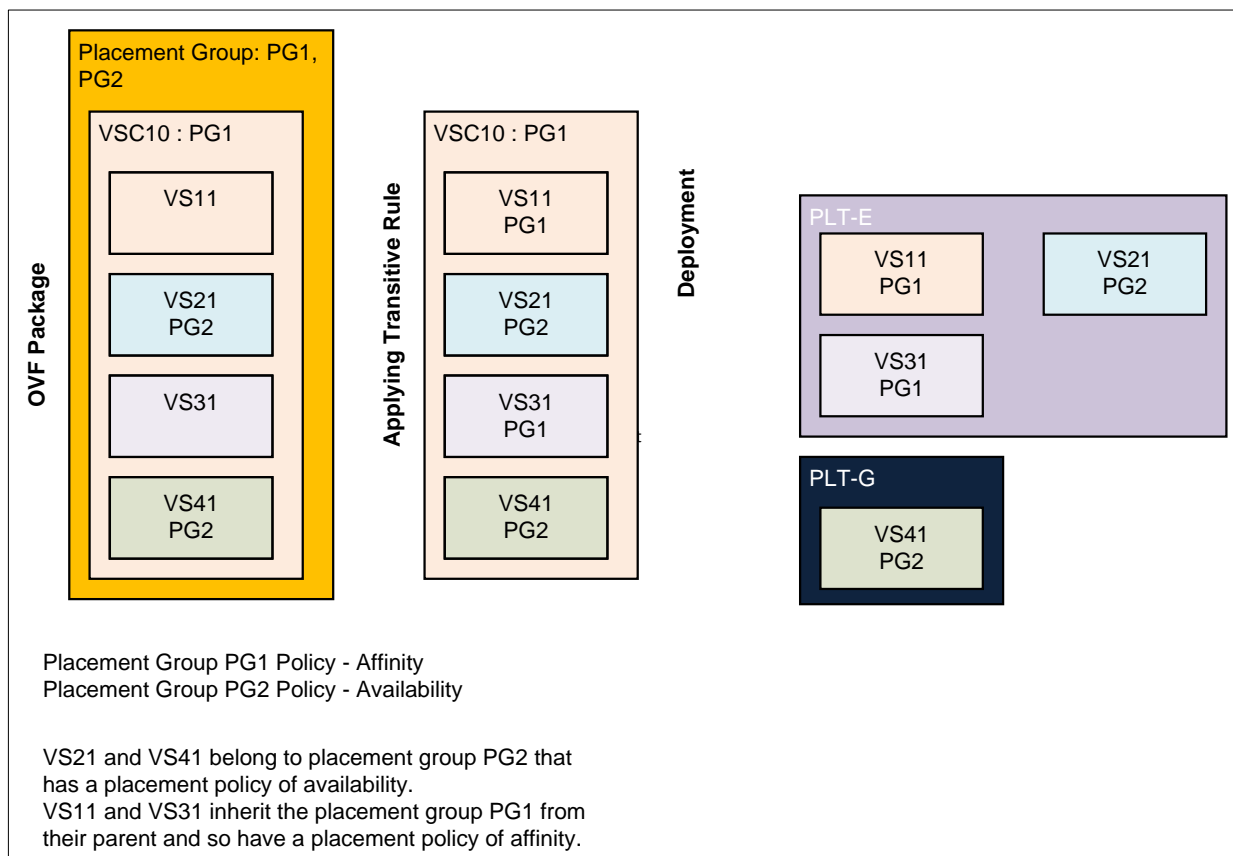 Placement Group: PG1,
PG2
VSC10 : PG1
VS11
VS21
PG2
VS31
VS41
PG2
OVF Package
Applying Transitive Rule
VSC10 : PG1
VS11
PG1
VS21
PG2
VS31
PG1
VS41
PG2
Deployment
PLT-E
VS11
PG1
VS21
PG2
VS31
PG1
PLT-G
VS41
PG2
Placement Group PG1 Policy - Affinity
Placement Group PG2 Policy - Availability
VS21 and VS41 belong to placement group PG2 that
has a placement policy of availability.
VS11 and VS31 inherit the placement group PG1 from
their parent and so have a placement policy of affinity.